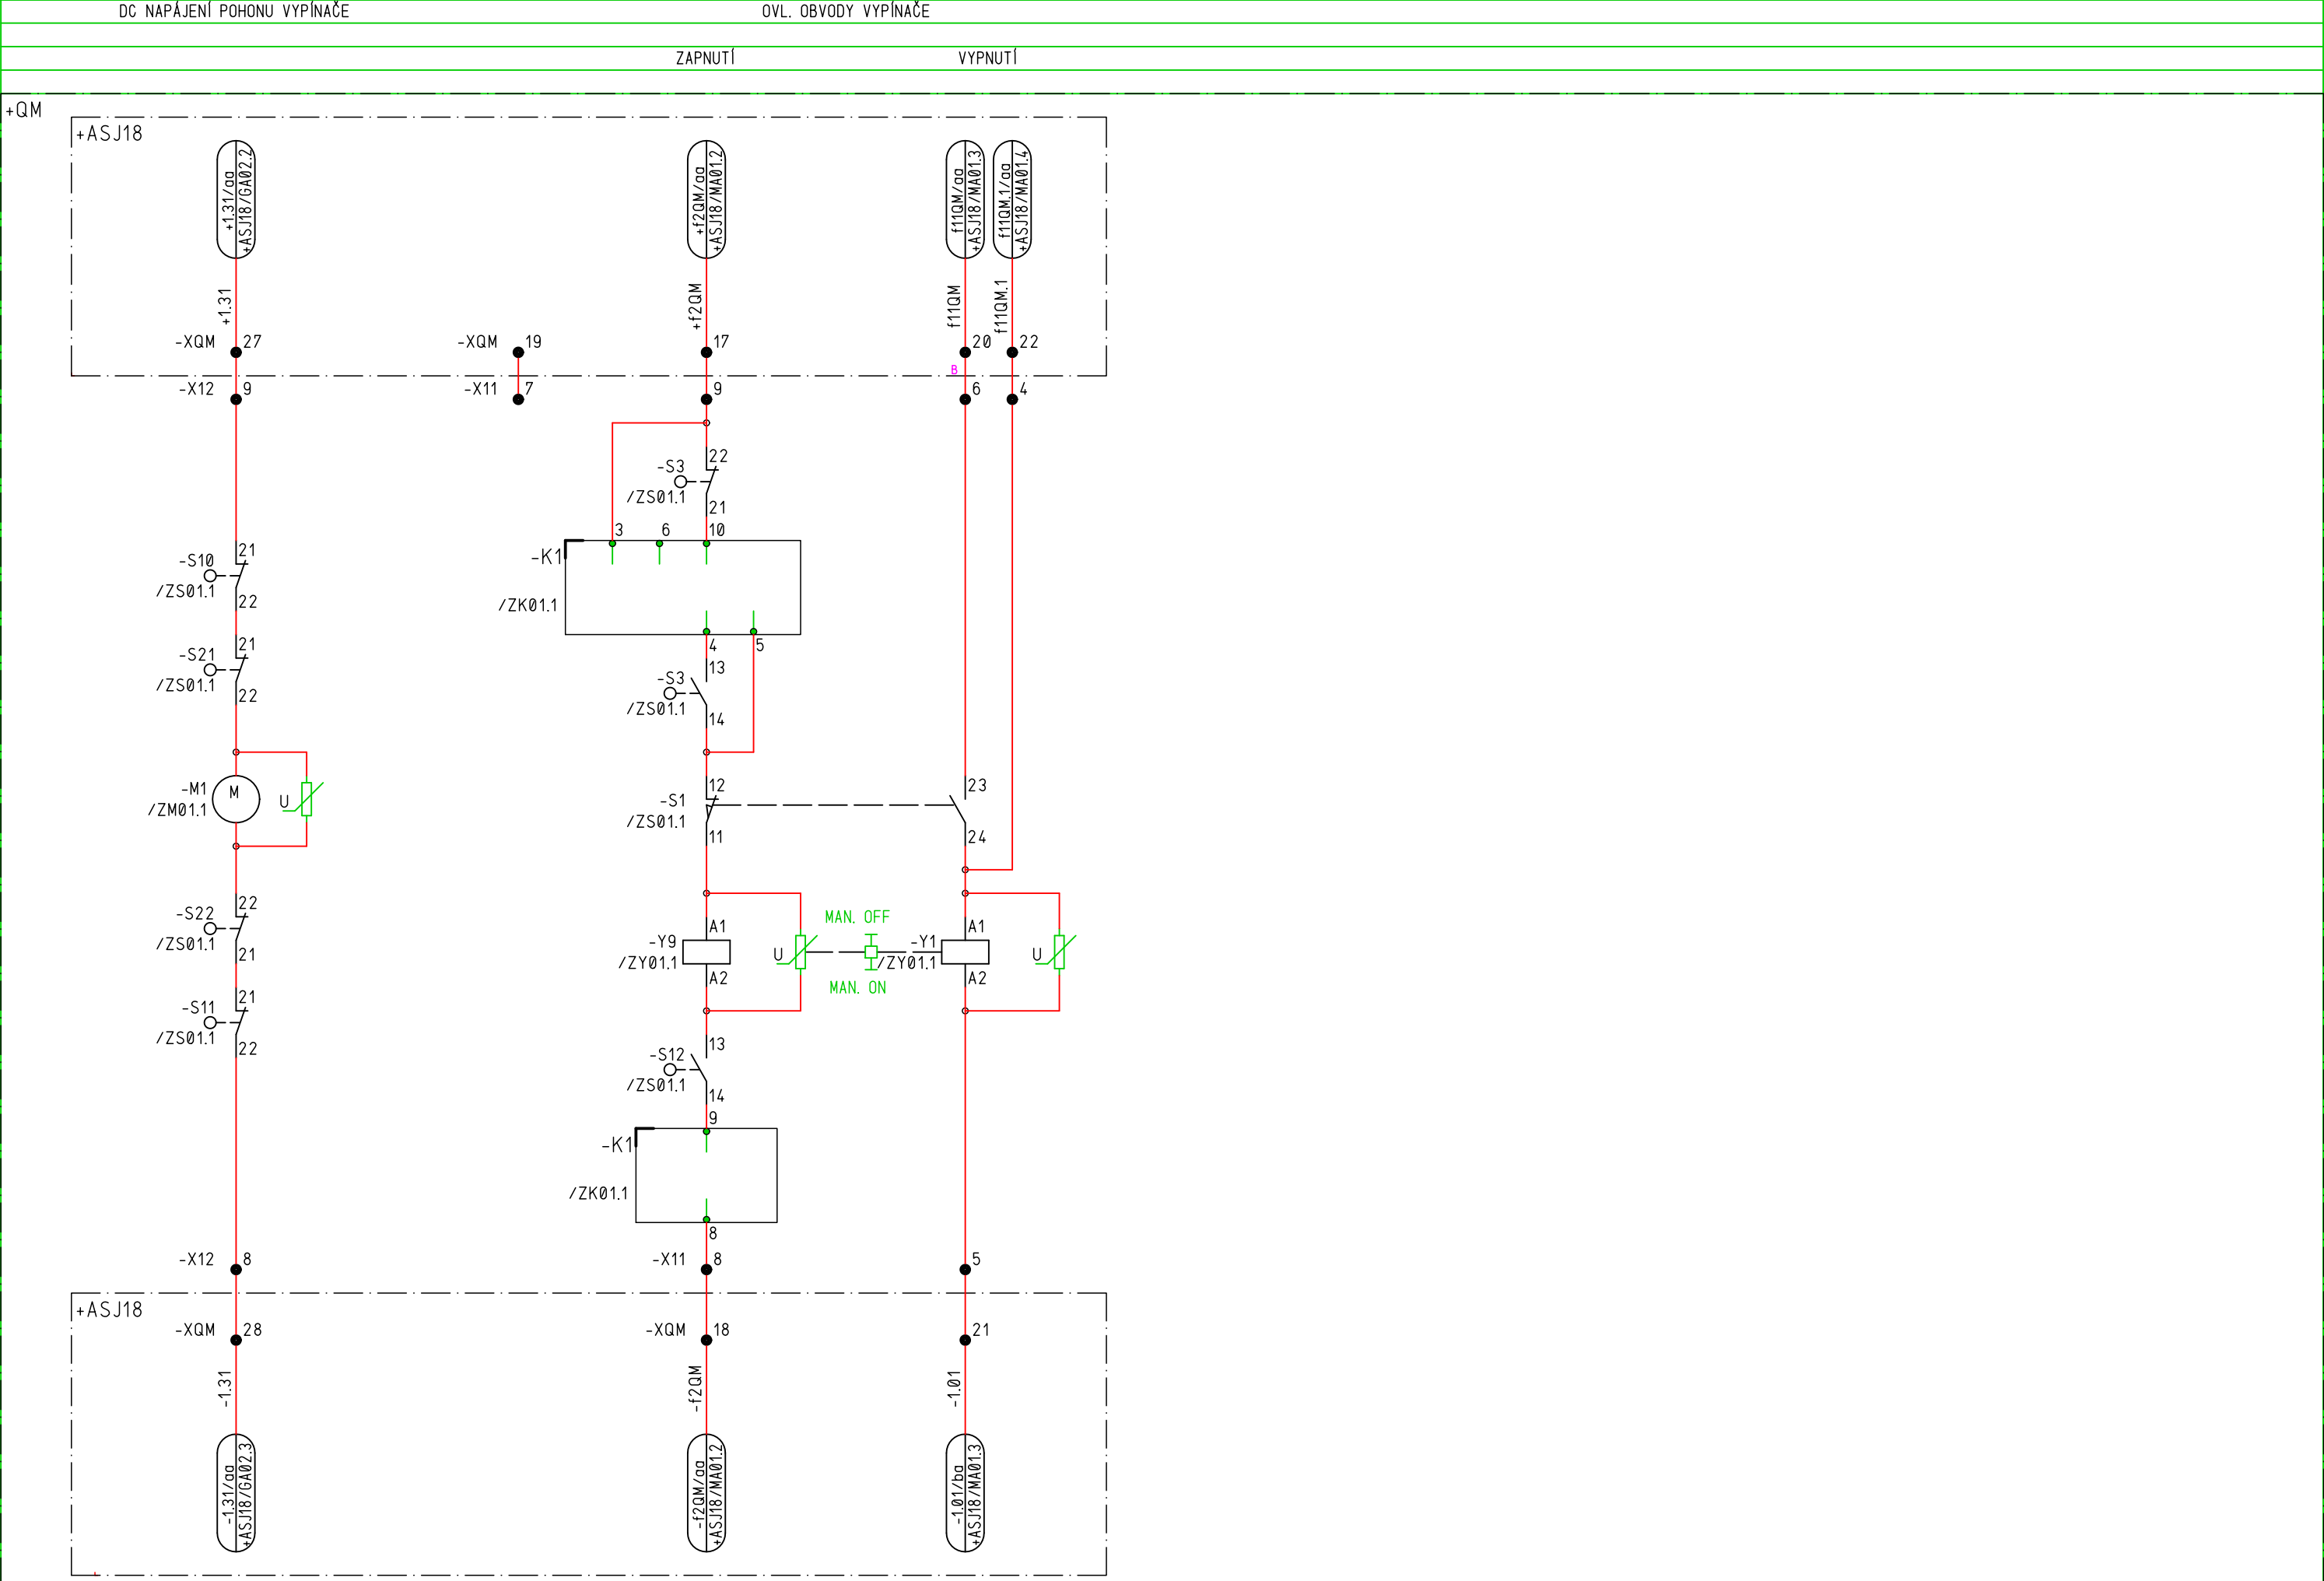 DC NAPÁJENÍ POHONU VYPÍNAČE
OVL. OBVODY VYPÍNAČE
ZAPNUTÍ
VYPNUTÍ
+QM
+ASJ18
+1.31/aa
+ASJ18/GA02.2
+f2QM/aa
+ASJ18/MA01.2
f11QM/aa
+ASJ18/MA01.3
f11QM.1/aa
+ASJ18/MA01.4
+1.31
+f2QM
f11QM
f11QM.1
-XQM
27
-XQM
19
17
20
22
B
-X12
9
-X11
7
9
6
4
-S3
/ZS01.1
22
21
3
6
10
-K1
/ZK01.1
4
5
-S10
/ZS01.1
21
22
-S21
/ZS01.1
21
22
-S3
/ZS01.1
13
14
-M1
/ZM01.1
M
U
-S1
/ZS01.1
12
11
23
24
-S22
/ZS01.1
22
21
-Y9
/ZY01.1
A1
A2
U
MAN. OFF
MAN. ON
-Y1
/ZY01.1
A1
A2
U
-S11
/ZS01.1
21
22
-S12
/ZS01.1
13
14
9
-K1
/ZK01.1
8
-X12
8
-X11
8
5
+ASJ18
-XQM
28
-XQM
18
21
-1.31
-f2QM
-1.01
-1.31/aa
+ASJ18/GA02.3
-f2QM/aa
+ASJ18/MA01.2
-1.01/ba
+ASJ18/MA01.3